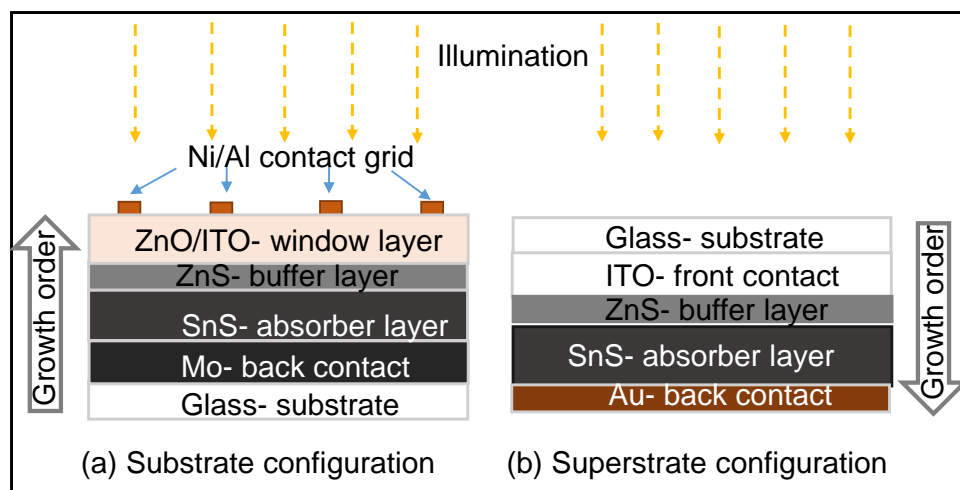 Illumination
Ni/Al contact grid
Growth order
ZnO/ITO- window layer
ZnS- buffer layer
SnS- absorber layer
Mo- back contact
Glass- substrate
Glass- substrate
ITO- front contact
ZnS- buffer layer
SnS- absorber layer
Au- back contact
Growth order
(a) Substrate configuration
(b) Superstrate configuration